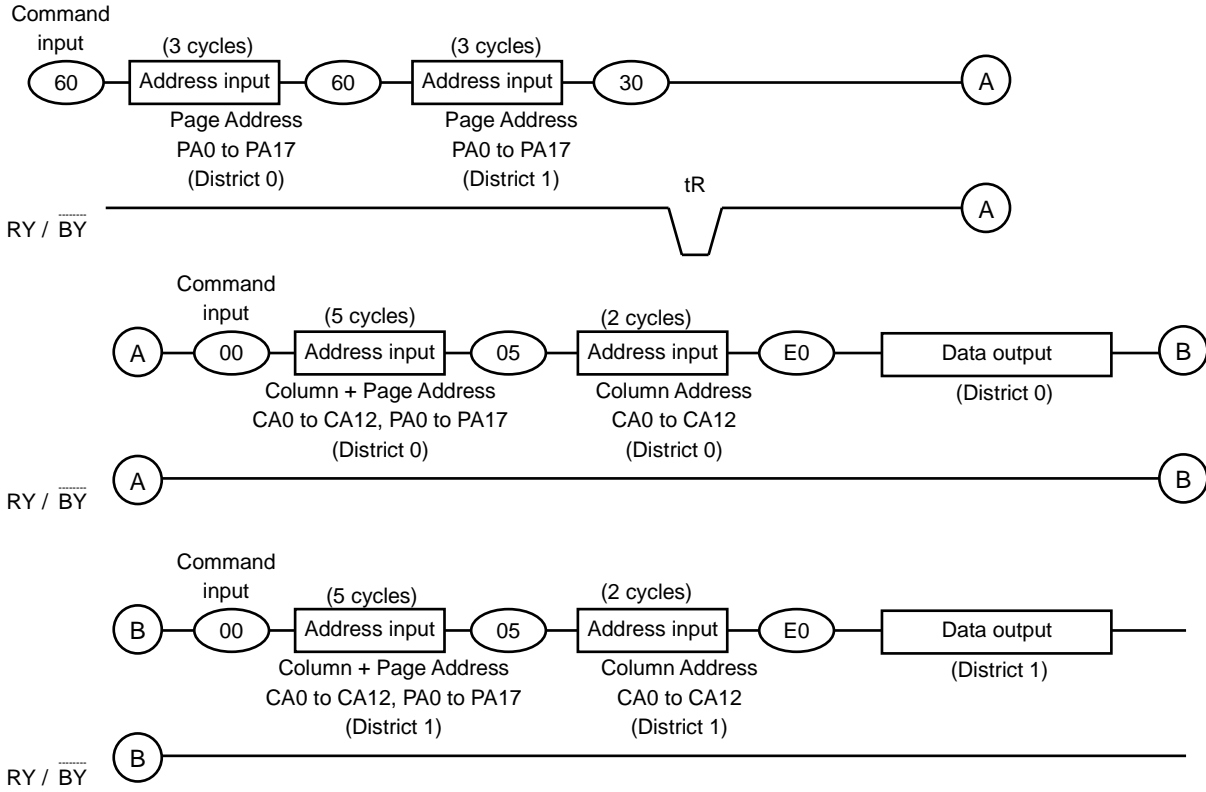 Command
input
(3 cycles)
(3 cycles)
60
Address input
60
Address input
30
A
Page Address
PA0 to PA17
(District 0)
Page Address
PA0 to PA17
(District 1)
tR
RY / BY
A
Command
input
(5 cycles)
(2 cycles)
A
00
Address input
05
Address input
E0
Data output
B
Column + Page Address
CA0 to CA12, PA0 to PA17
(District 0)
Column Address
CA0 to CA12
(District 0)
(District 0)
RY / BY
A
B
Command
input
(5 cycles)
(2 cycles)
B
00
Address input
05
Address input
E0
Data output
Column + Page Address
CA0 to CA12, PA0 to PA17
(District 1)
Column Address
CA0 to CA12
(District 1)
(District 1)
RY / BY
B